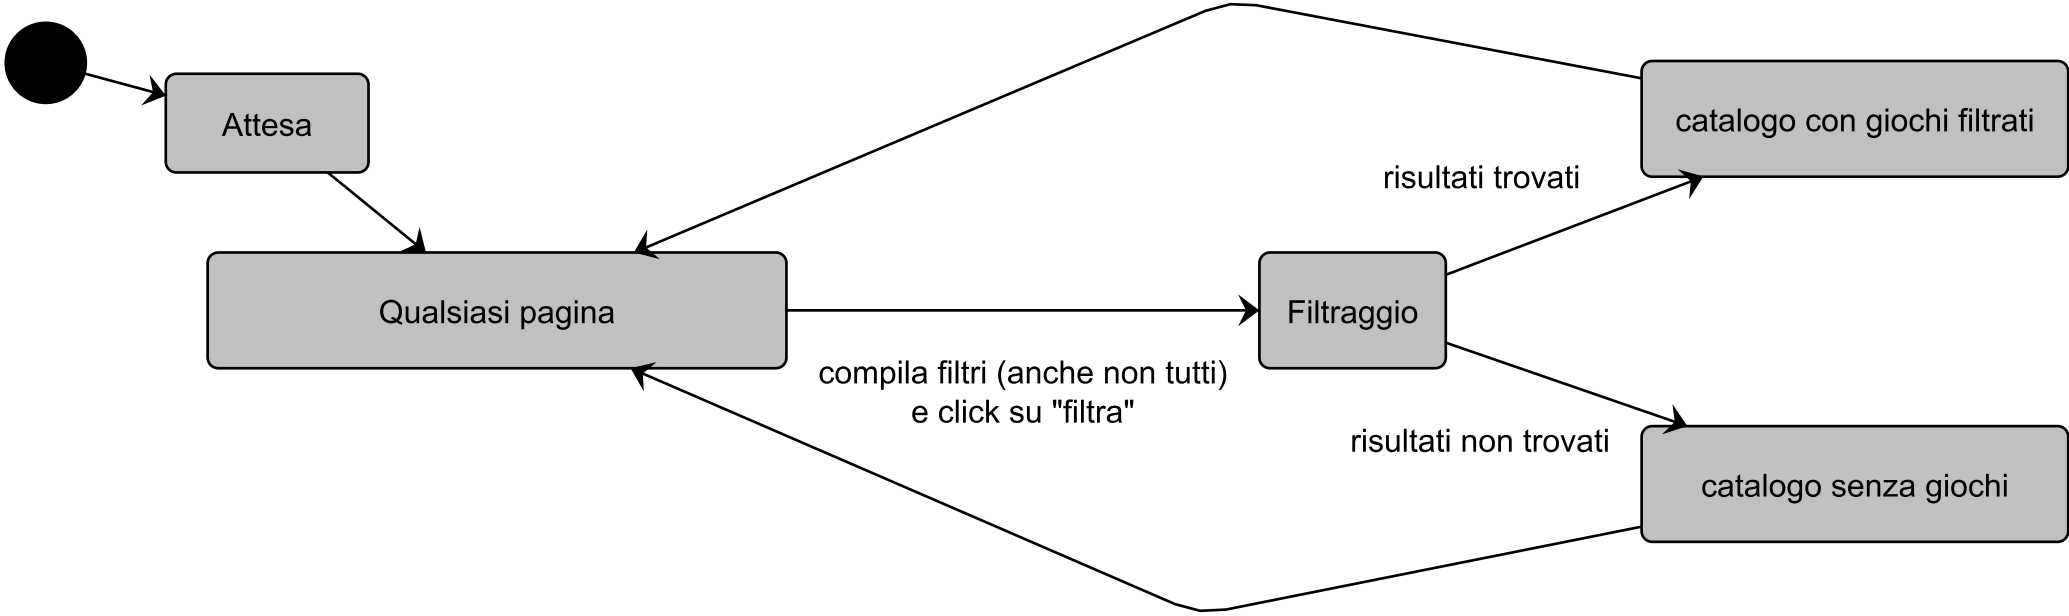 Attesa
catalogo con giochi filtrati
risultati trovati
Qualsiasi pagina
Filtraggio
compila filtri (anche non tutti)
e click su "filtra"
risultati non trovati
catalogo senza giochi